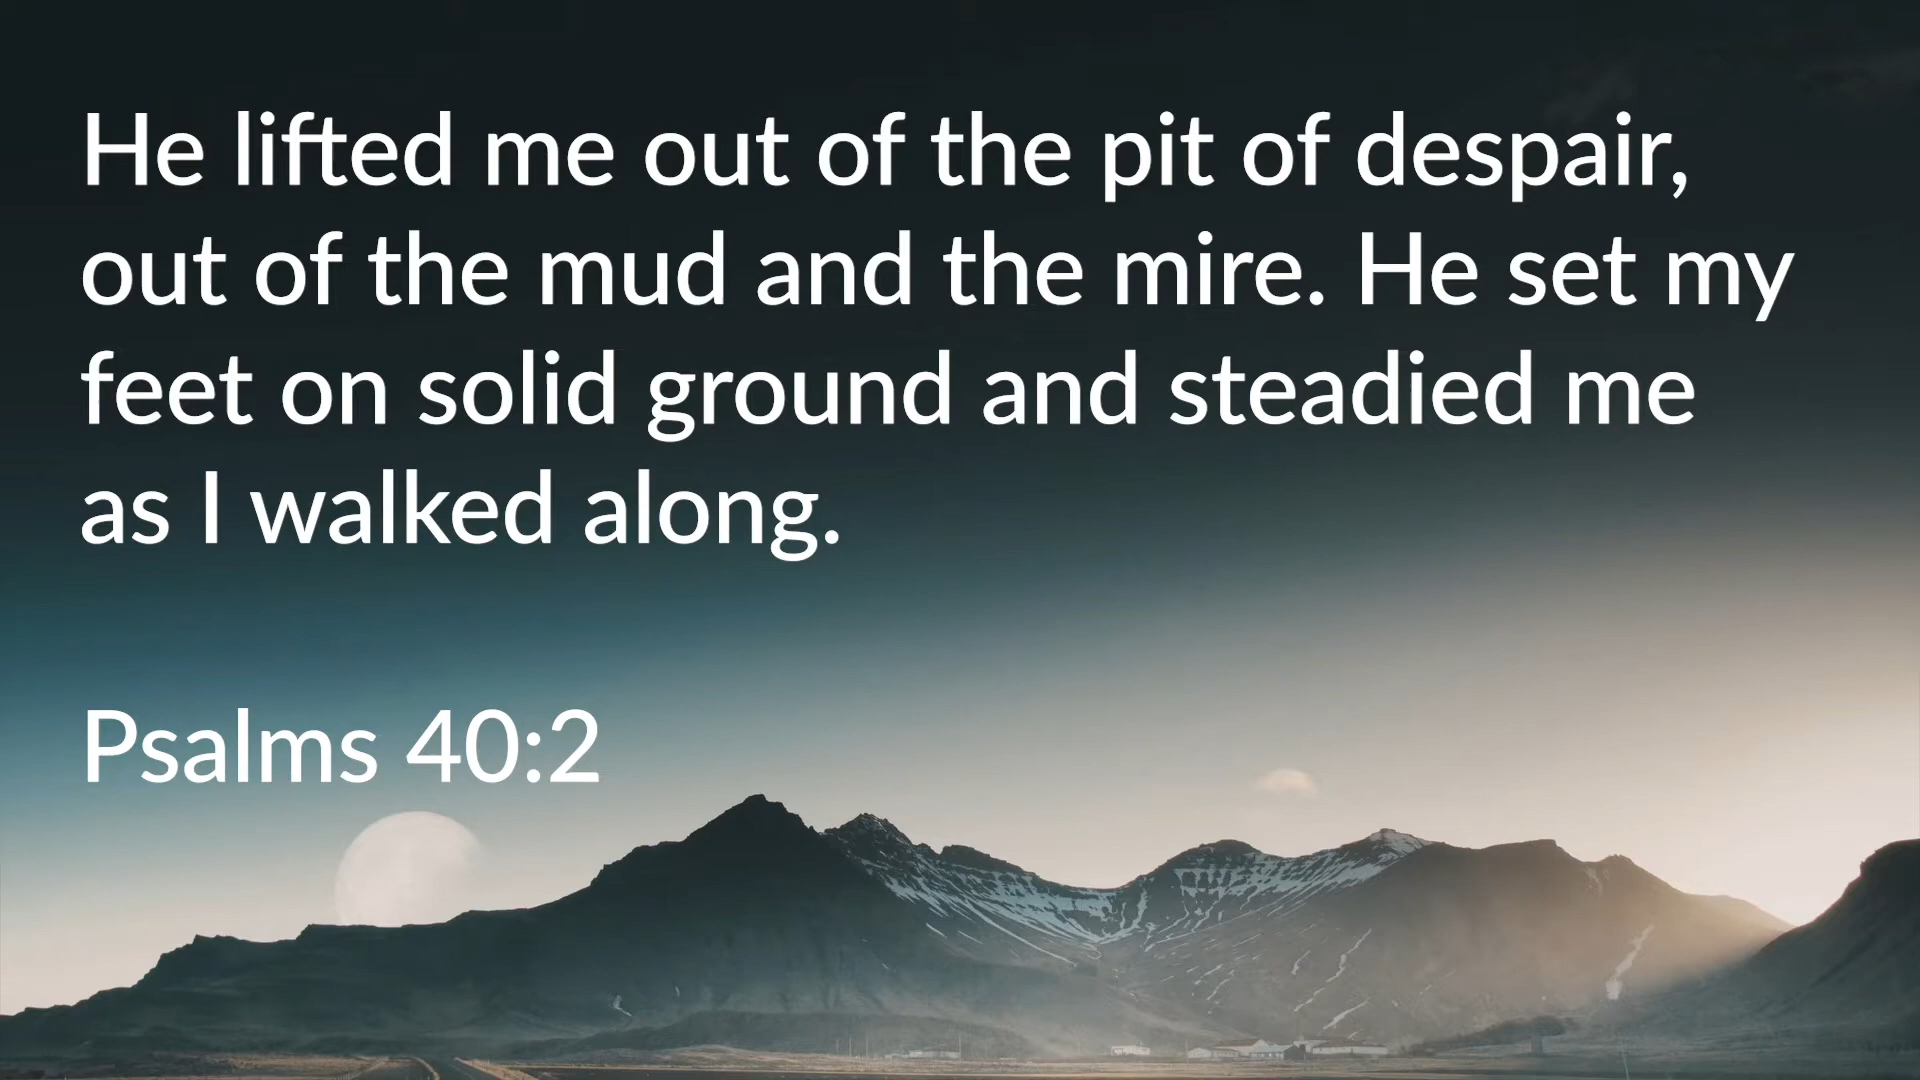 He lifted me out of the pit of despair,
out of the mud and the mire. He set my
feet on solid ground and steadied me
as I walked along.
Psalms 40:2